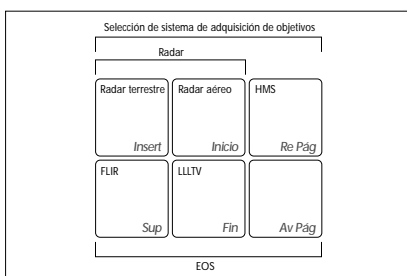 Selección de sistema de adquisición de objetivos
Radar
Radar terrestre Radar aéreo HMS
Insert Inicio Re Pág
FLIR LLLTV
Sup Fin Av Pág
EOS